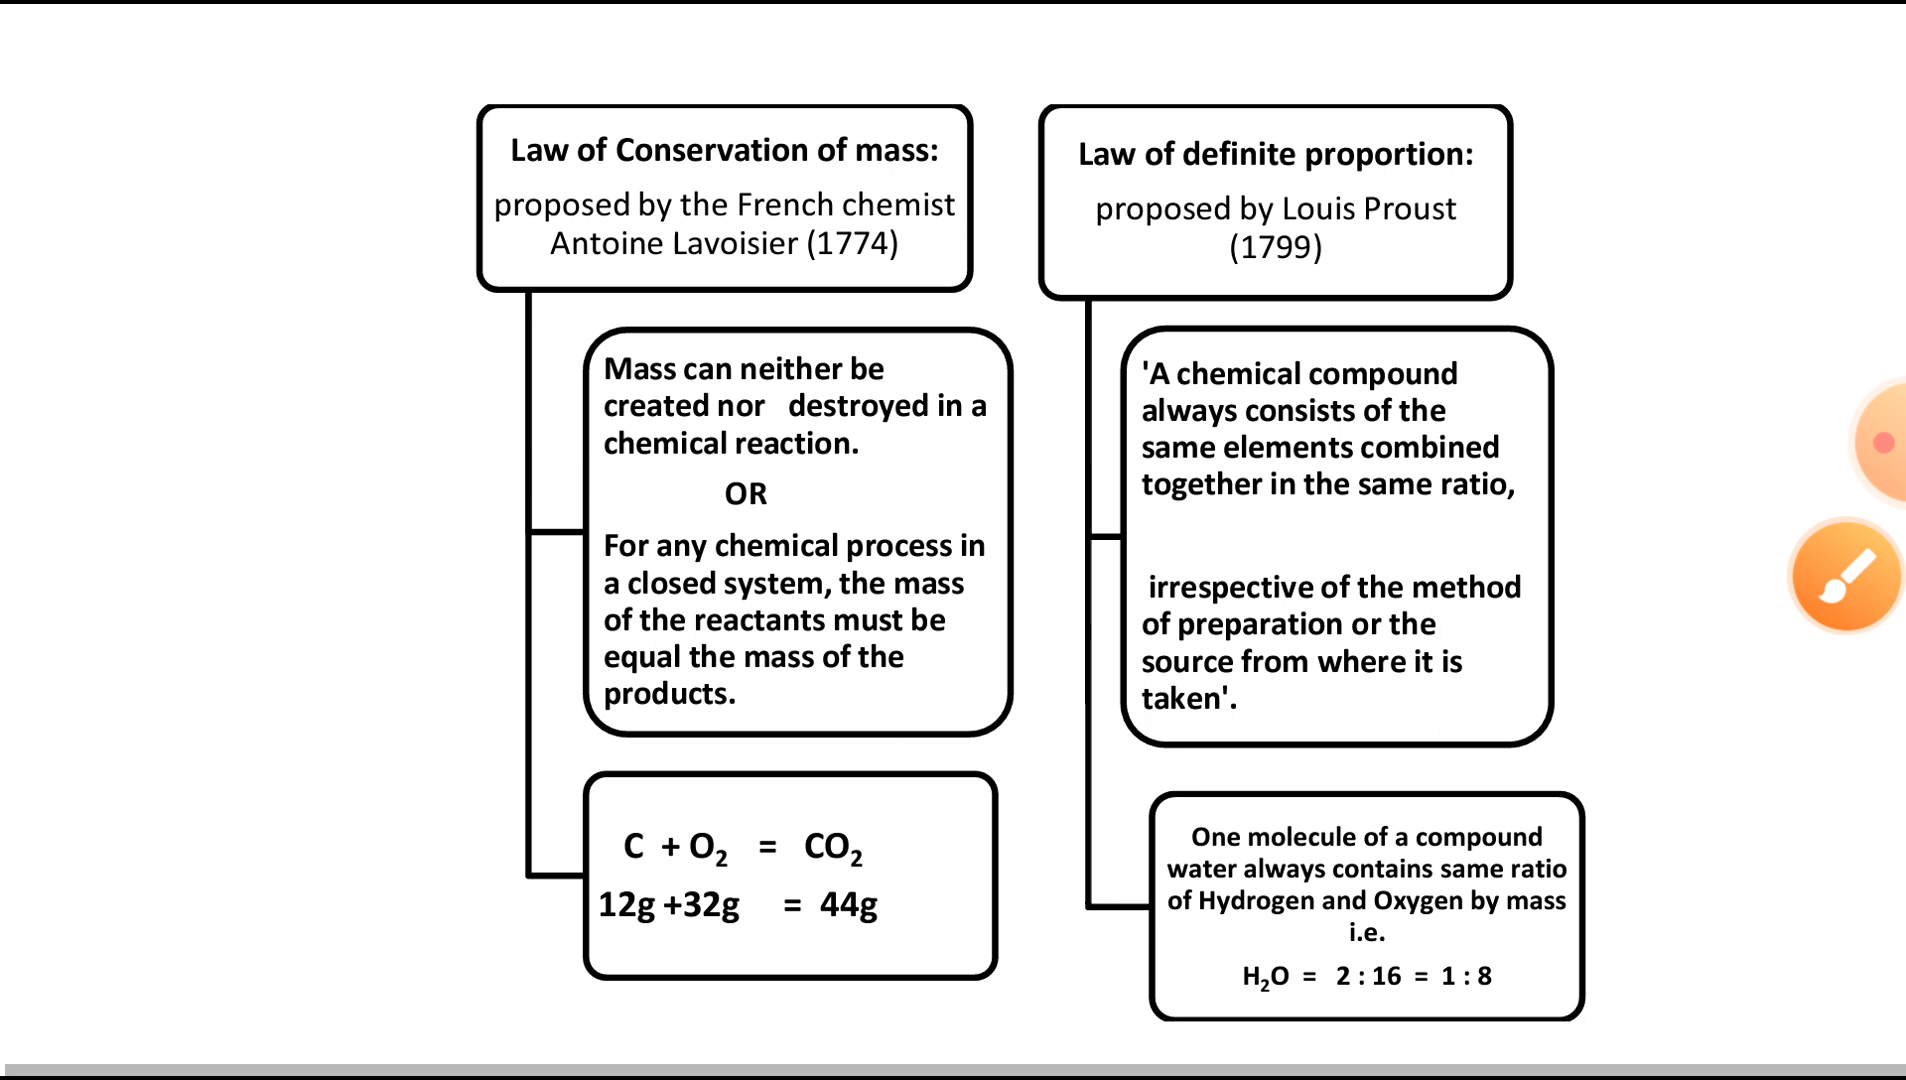 Law of Conservation of mass:
proposed by the French chemist
Antoine Lavoisier (1774)
Mass can neither be
created nor destroyed in a
chemical reaction.
OR
For any chemical process in
a closed system, the mass
of the reactants must be
equal the mass of the
products.
C + O₂ = CO₂
12g +32g = 44g
Law of definite proportion:
proposed by Louis Proust
(1799)
'A chemical compound
always consists of the
same elements combined
together in the same ratio,
irrespective of the method
of preparation or the
source from where it is
taken'.
One molecule of a compound
water always contains same ratio
of Hydrogen and Oxygen by mass
i.e.
H₂O = 2 : 16 = 1 : 8